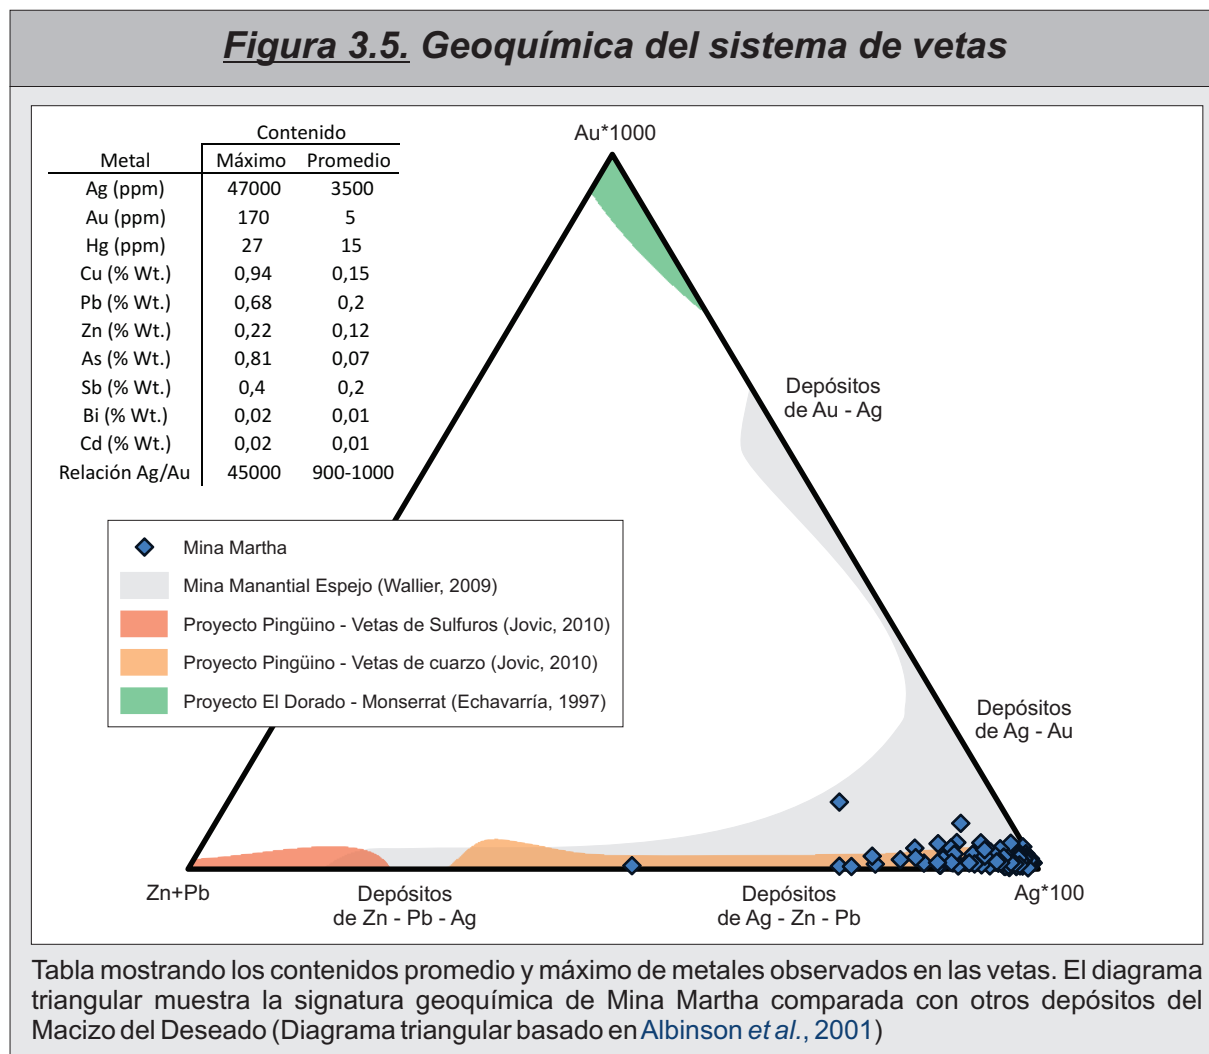 Figura 3.5. Geoquímica del sistema de vetas
Contenido
Metal Máximo Promedio
Ag (ppm) 47000 3500
Au (ppm) 170 5
Hg (ppm) 27 15
Cu (% Wt.) 0,94 0,15
Pb (% Wt.) 0,68 0,2
Zn (% Wt.) 0,22 0,12
As (% Wt.) 0,81 0,07
Sb (% Wt.) 0,4 0,2
Bi (% Wt.) 0,02 0,01
Cd (% Wt.) 0,02 0,01
Relación Ag/Au 45000 900-1000
Au*1000
Depósitos
de Au - Ag
Mina Martha
Mina Manantial Espejo (Wallier, 2009)
Proyecto Pingüino - Vetas de Sulfuros (Jovic, 2010)
Proyecto Pingüino - Vetas de cuarzo (Jovic, 2010)
Proyecto El Dorado - Monserrat (Echavarría, 1997)
Depósitos
de Ag - Au
Zn+Pb
Depósitos
de Zn - Pb - Ag
Depósitos
de Ag - Zn - Pb
Ag*100
Tabla mostrando los contenidos promedio y máximo de metales observados en las vetas. El diagrama
triangular muestra la signatura geoquímica de Mina Martha comparada con otros depósitos del
Macizo del Deseado (Diagrama triangular basado en Albinson et al., 2001)